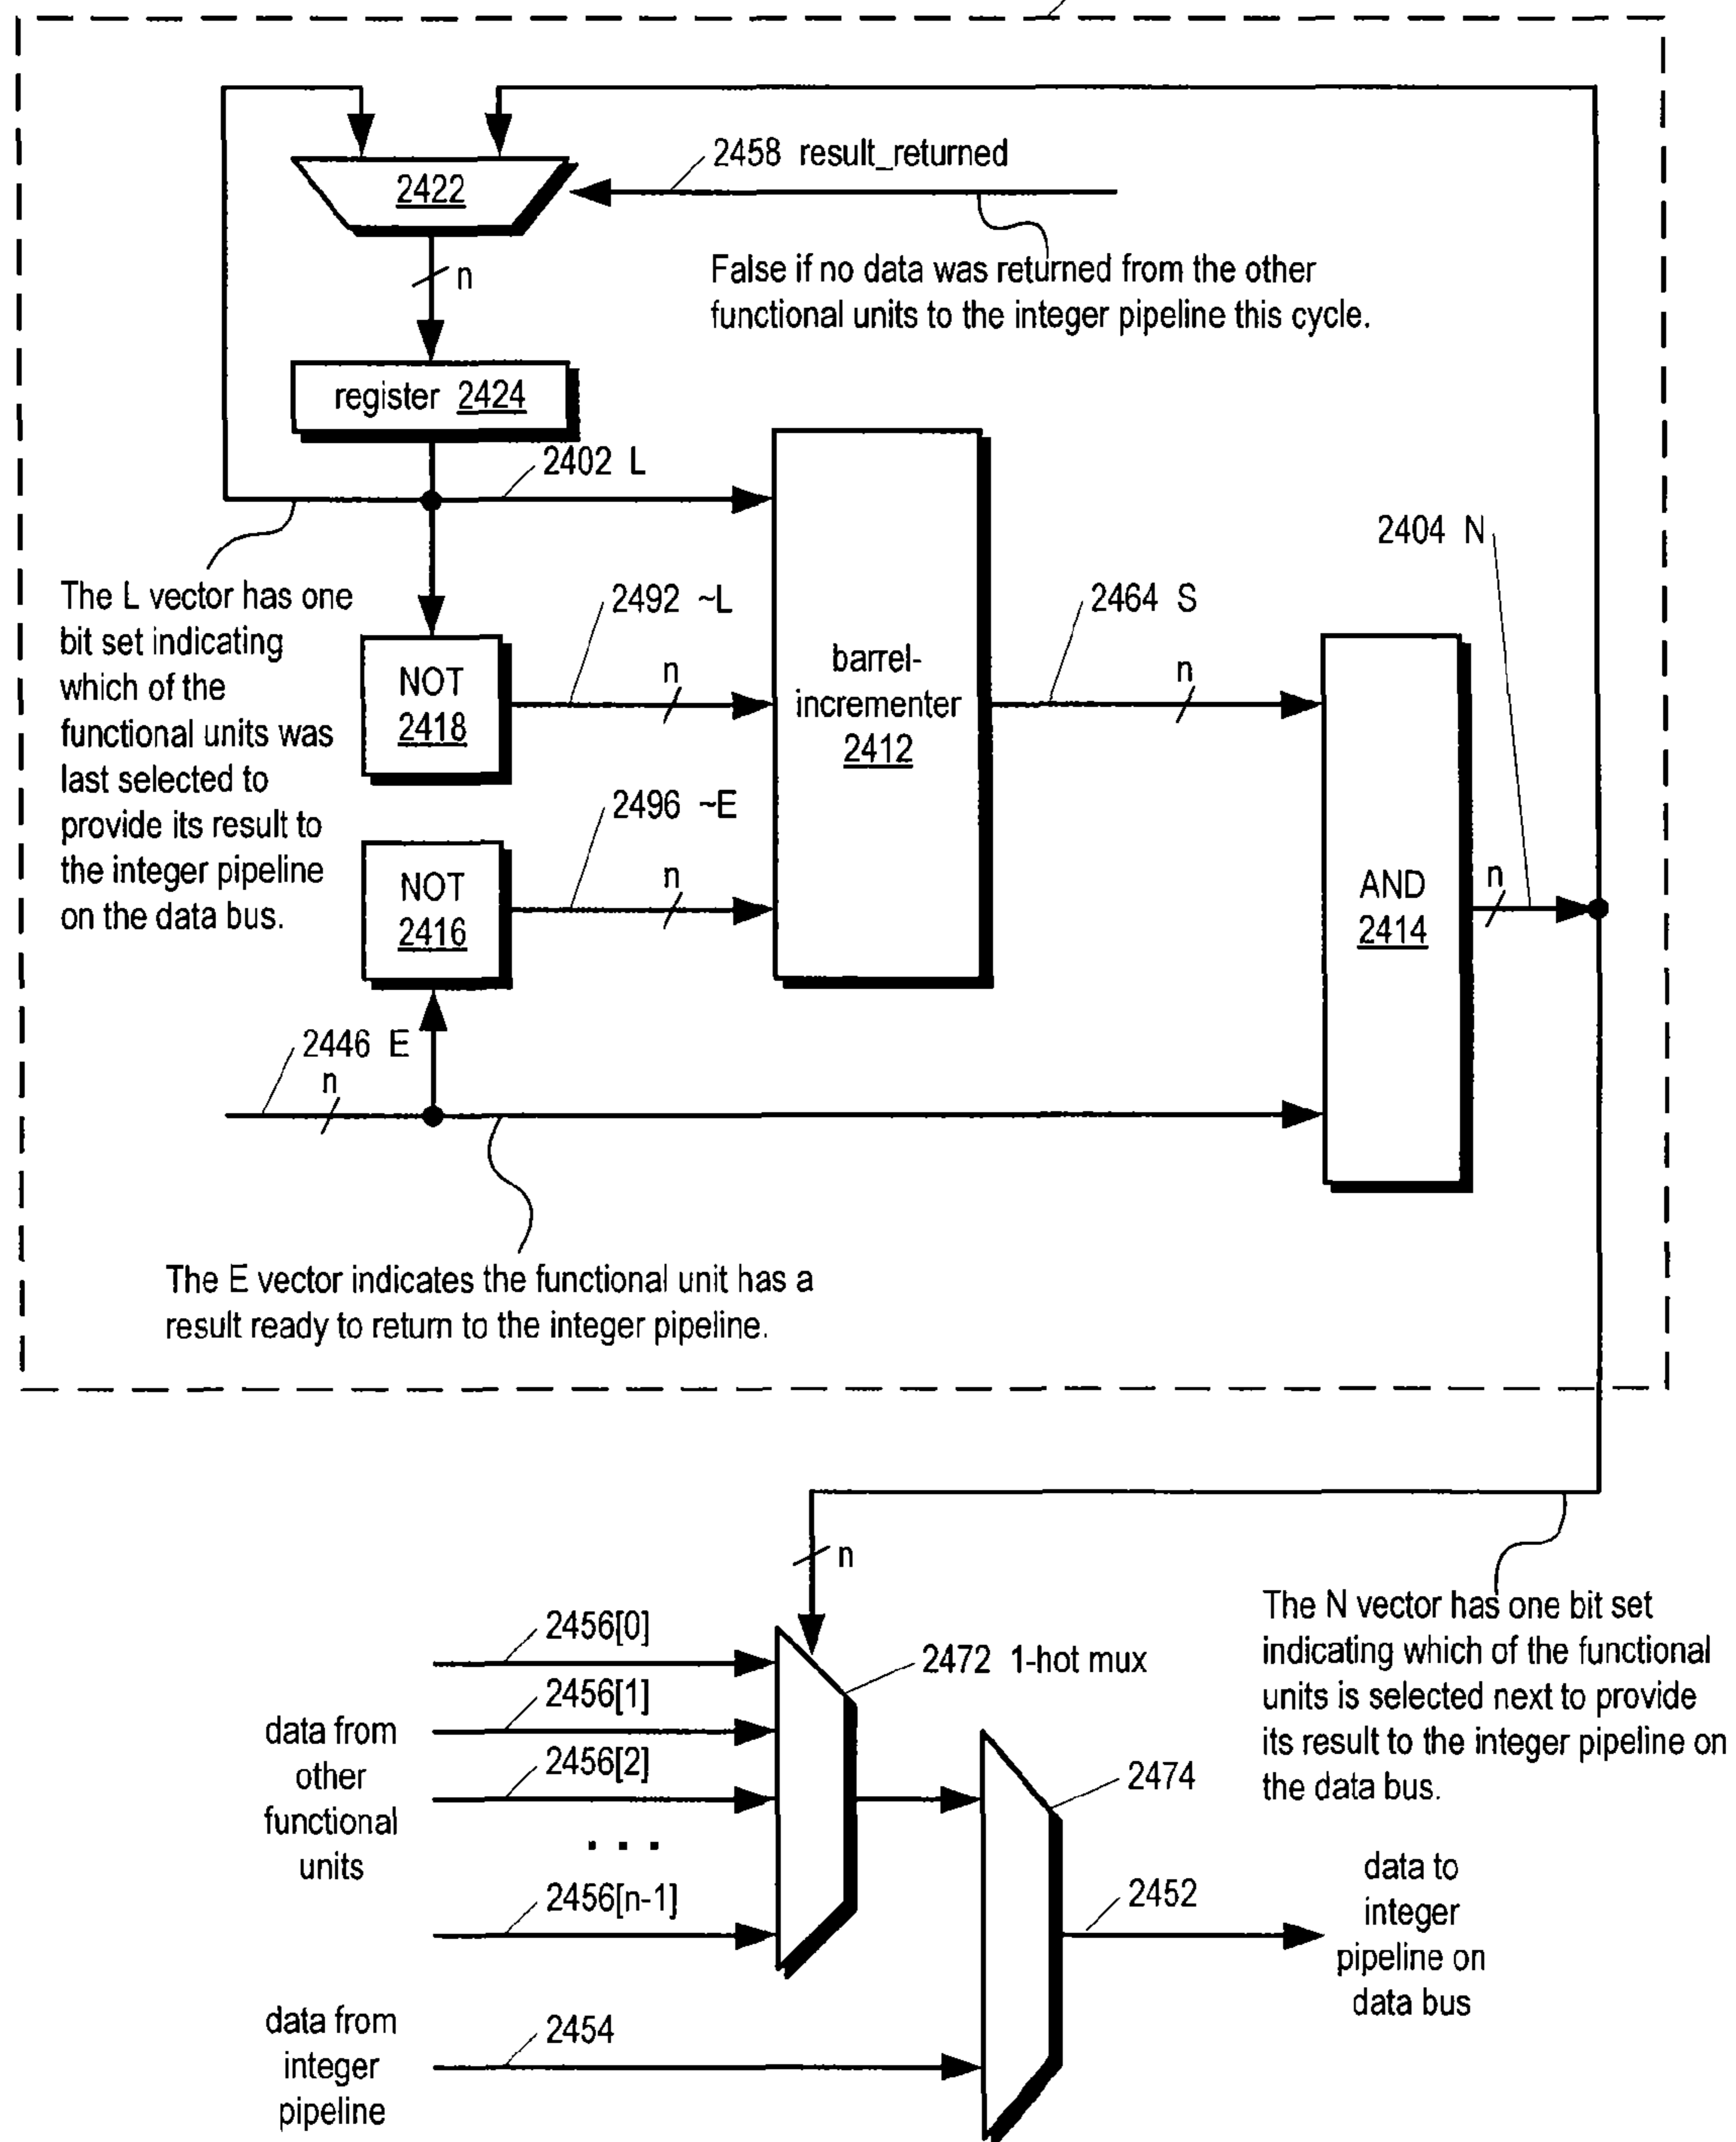 2458 result_returned
2422
False if no data was returned from the other
functional units to the integer pipeline this cycle.
n
register 2424
2402 L
2404 N
The L vector has one
bit set indicating
which of the
functional units was
last selected to
provide its result to
the integer pipeline
on the data bus.
2492 ~L
n
NOT
2418
barrel-
incrementer
2412
2464 S
n
2496 ~E
n
NOT
2416
AND
2414
n
2446 E
n
The E vector indicates the functional unit has a
result ready to return to the integer pipeline.
n
The N vector has one bit set
indicating which of the functional
units is selected next to provide
its result to the integer pipeline on
the data bus.
2456[0]
2472 1-hot mux
2456[1]
data from
other
functional
units
2456[2]
. . .
2456[n-1]
2474
2452
data to
integer
pipeline on
data bus
data from
integer
pipeline
2454